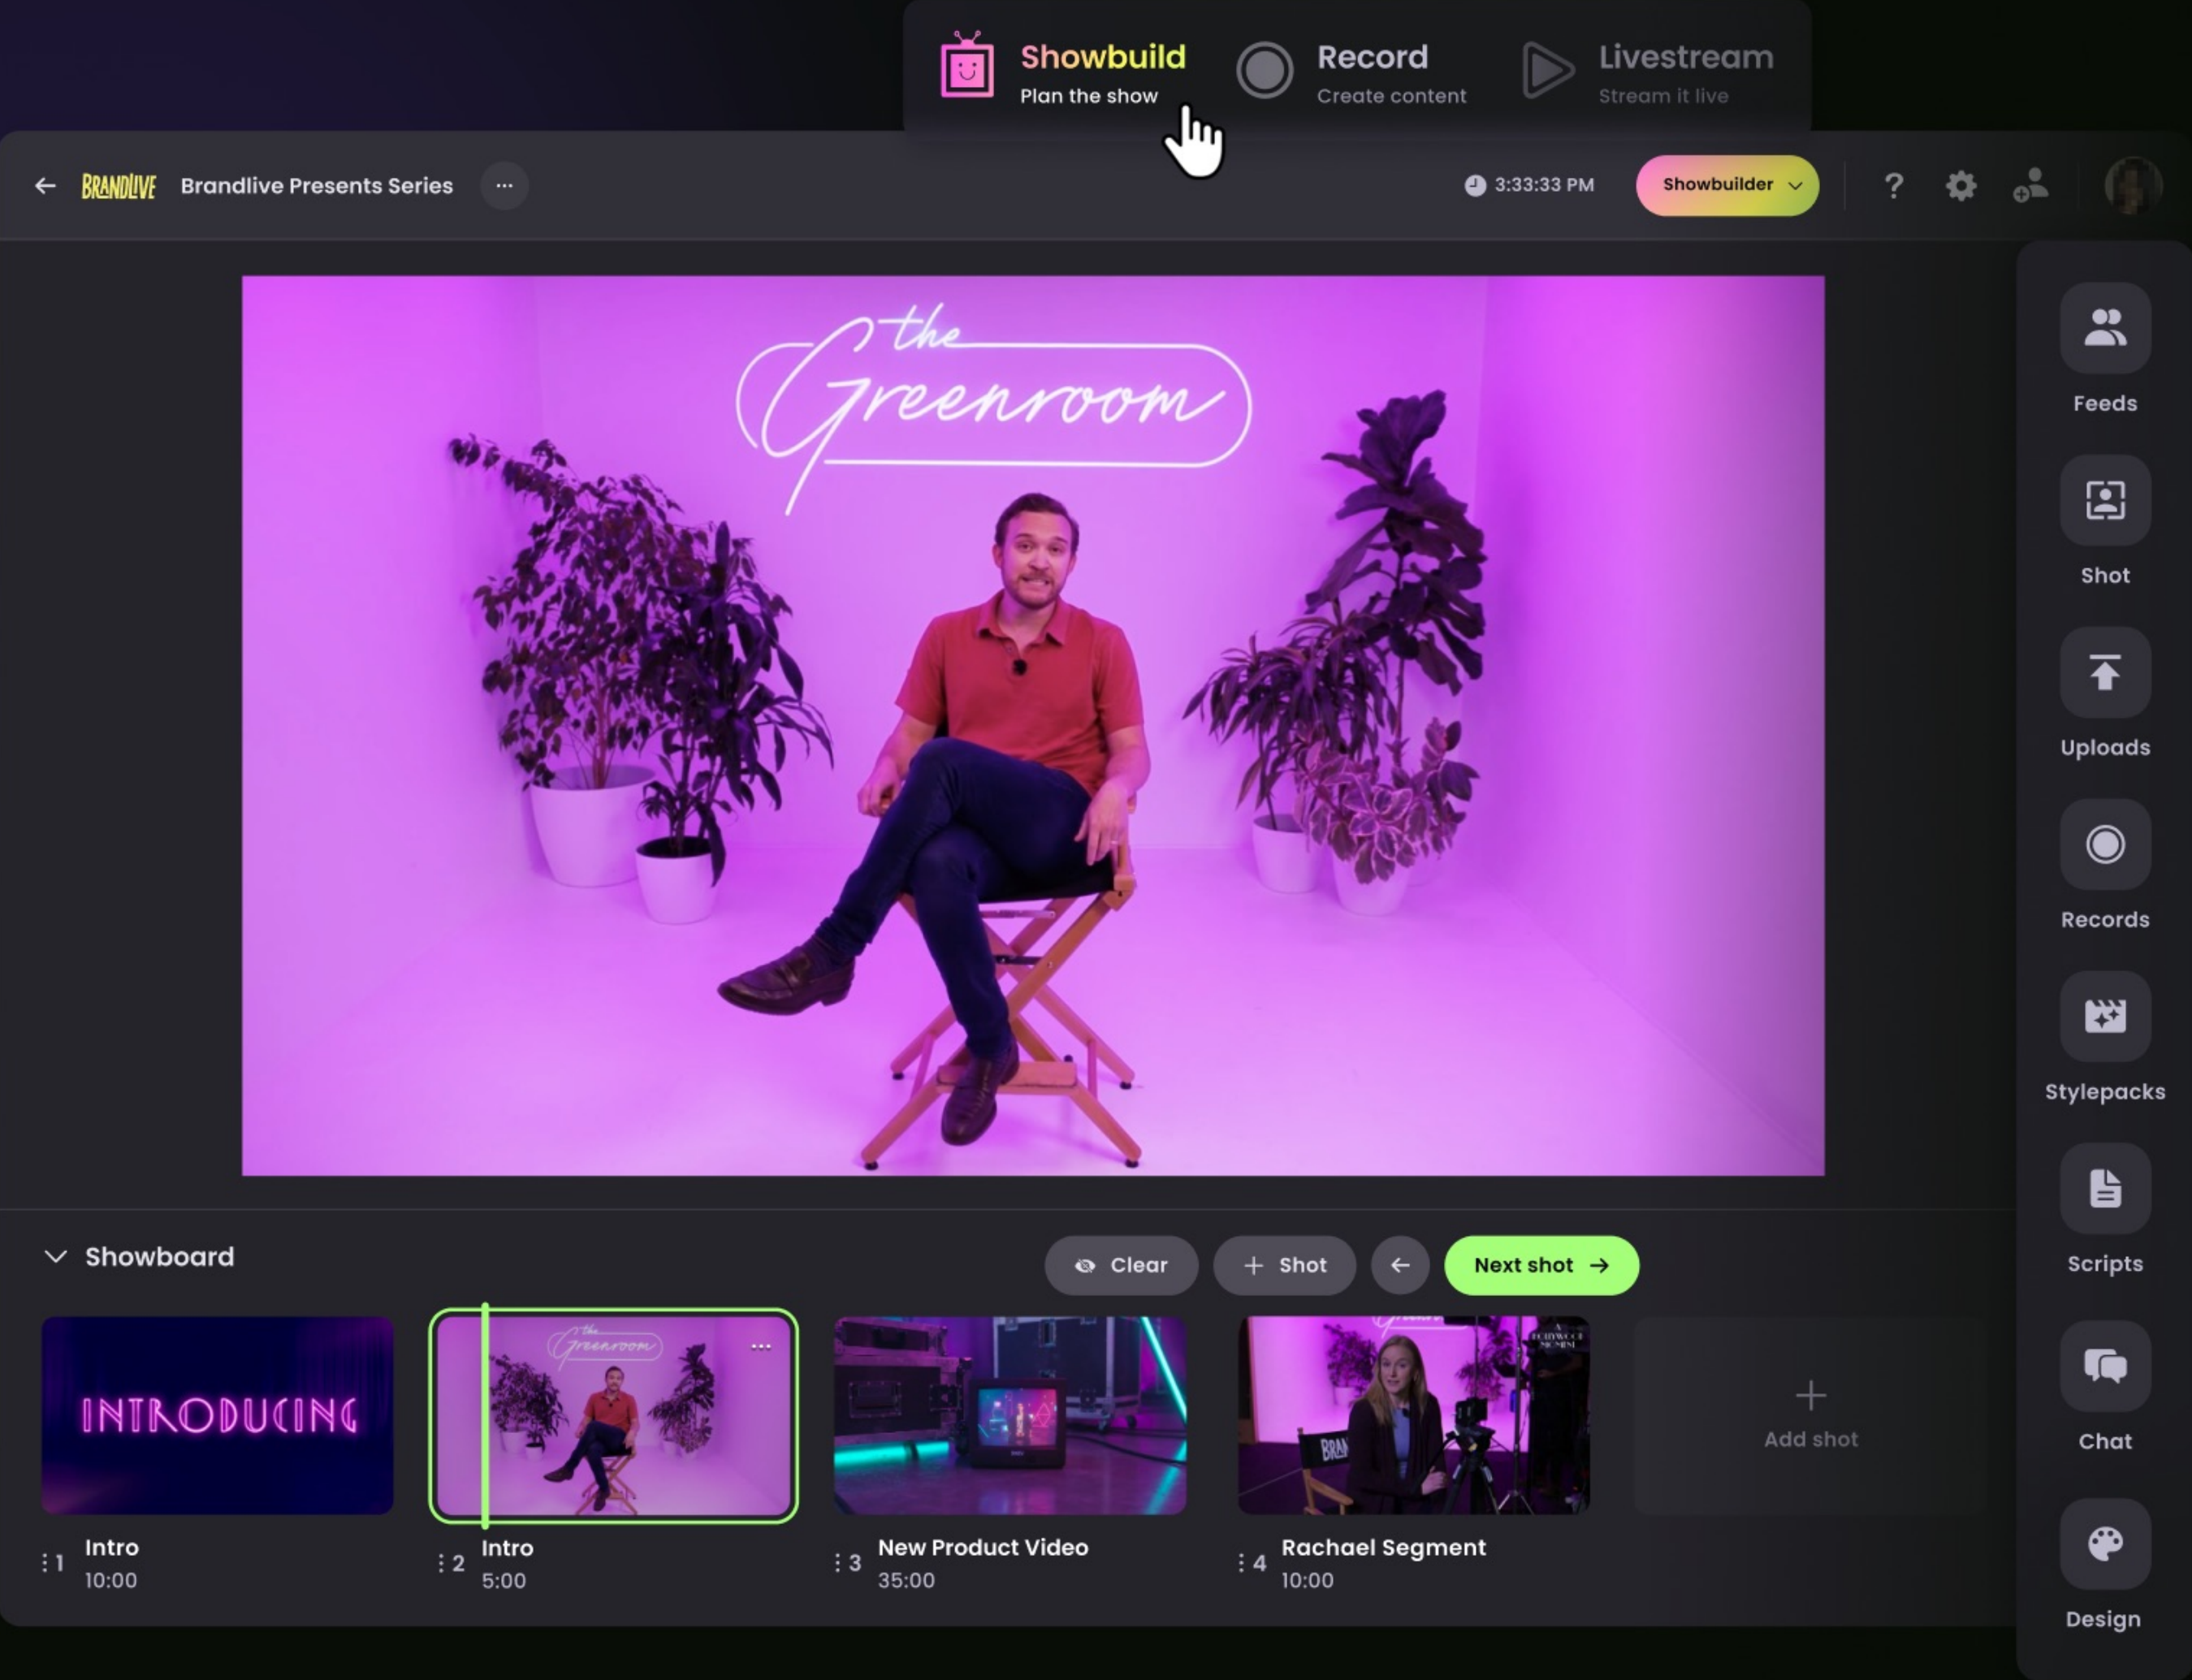 Showbuild
Plan the show
Record
Create content
Livestream
Stream it live
BRANDLIVE
Brandlive Presents Series
3:33:33 PM
Showbuilder
?
the
Greenroom
Feeds
Shot
Uploads
Records
Stylepacks
Scripts
Chat
Design
Showboard
Clear
+ Shot
Next shot →
INTRODUCING
the
Greenroom
BRAN
Add shot
1 Intro
10:00
2 Intro
5:00
3 New Product Video
35:00
4 Rachael Segment
10:00